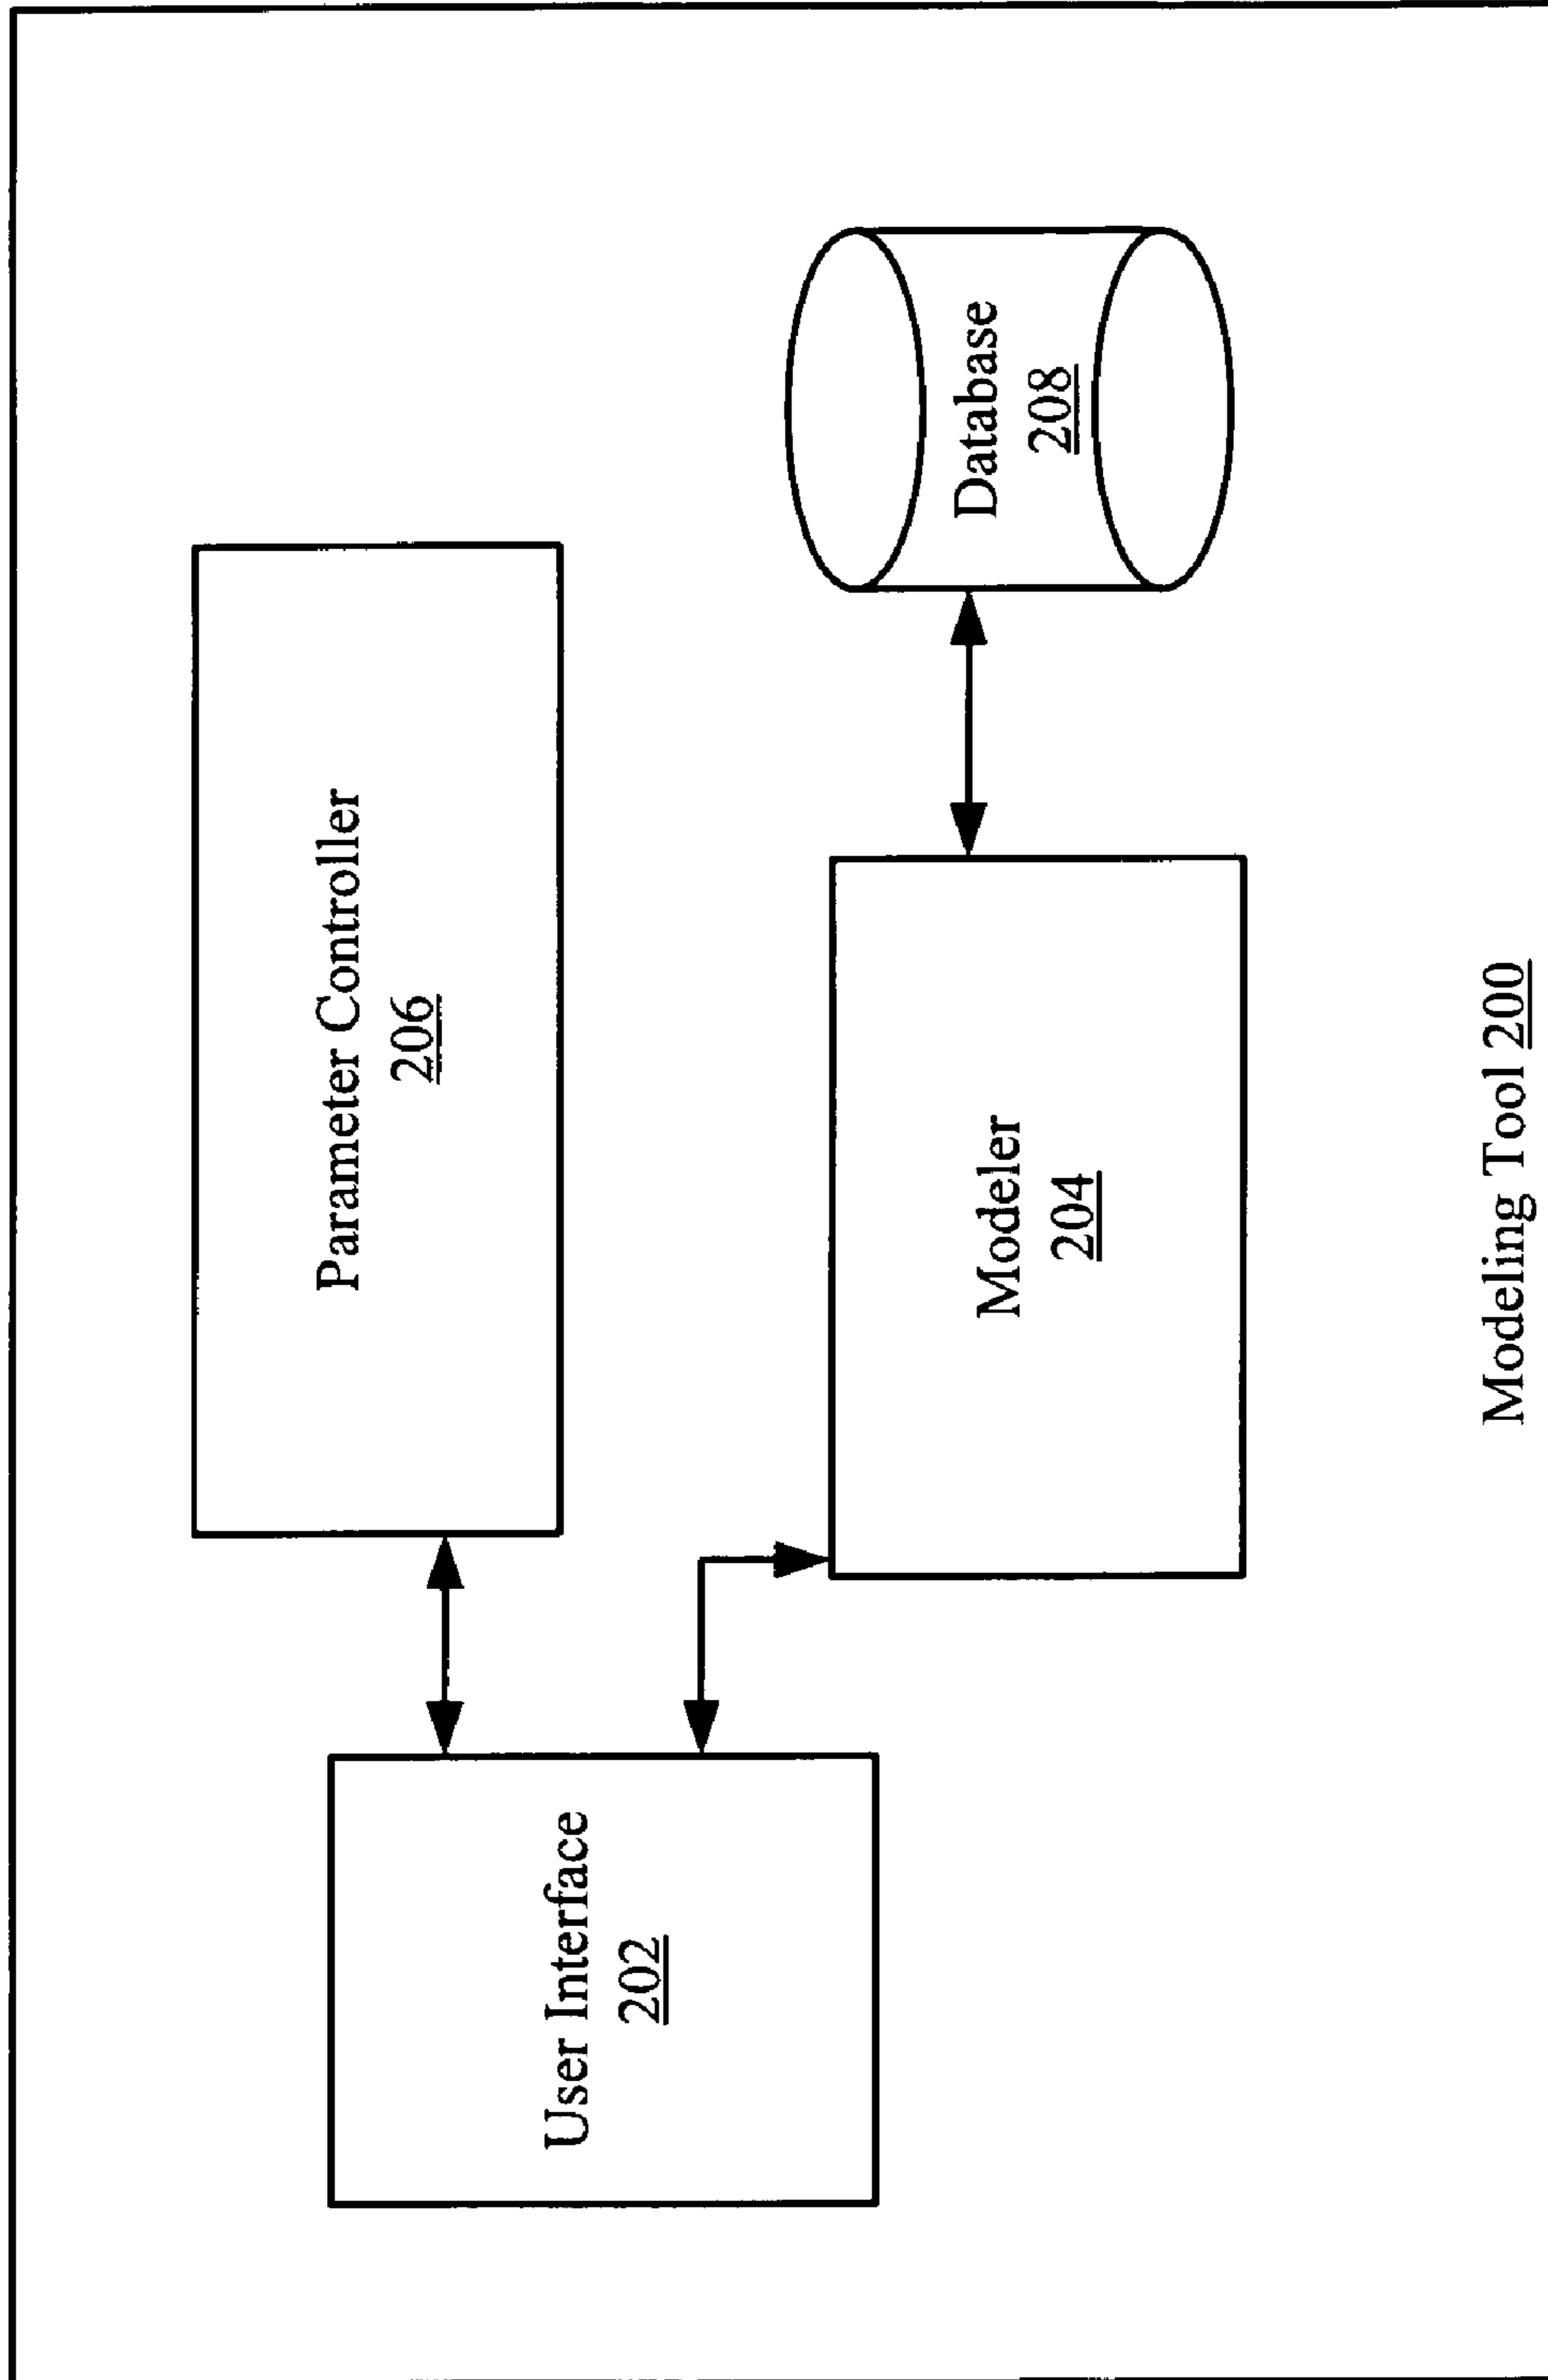 Parameter Controller
206
User Interface
202
Modeler
204
Database
208
Modeling Tool 200